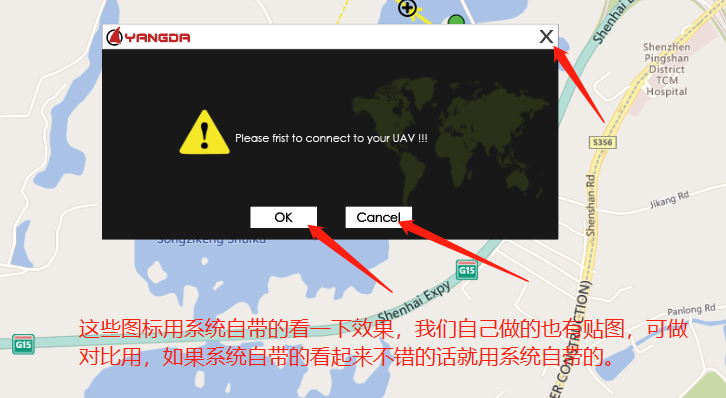 YANGDA
X
Shenhai Ex
Shenzhen
Pingshan
District
TCM
Hospital
Please frist to connect to your UAV !!!
S356
OK
Cancel
Jikang Rd
Shenshan Rd
Songzikeng Shuiku
G15
Shenhai Expy
Panlong Rd
ER CONSTRUCTION)
这些图标用系统自带的看一下效果，我们自己做的也有贴图，可做
G15
对比用，如果系统自带的看起来不错的话就用系统自带的。